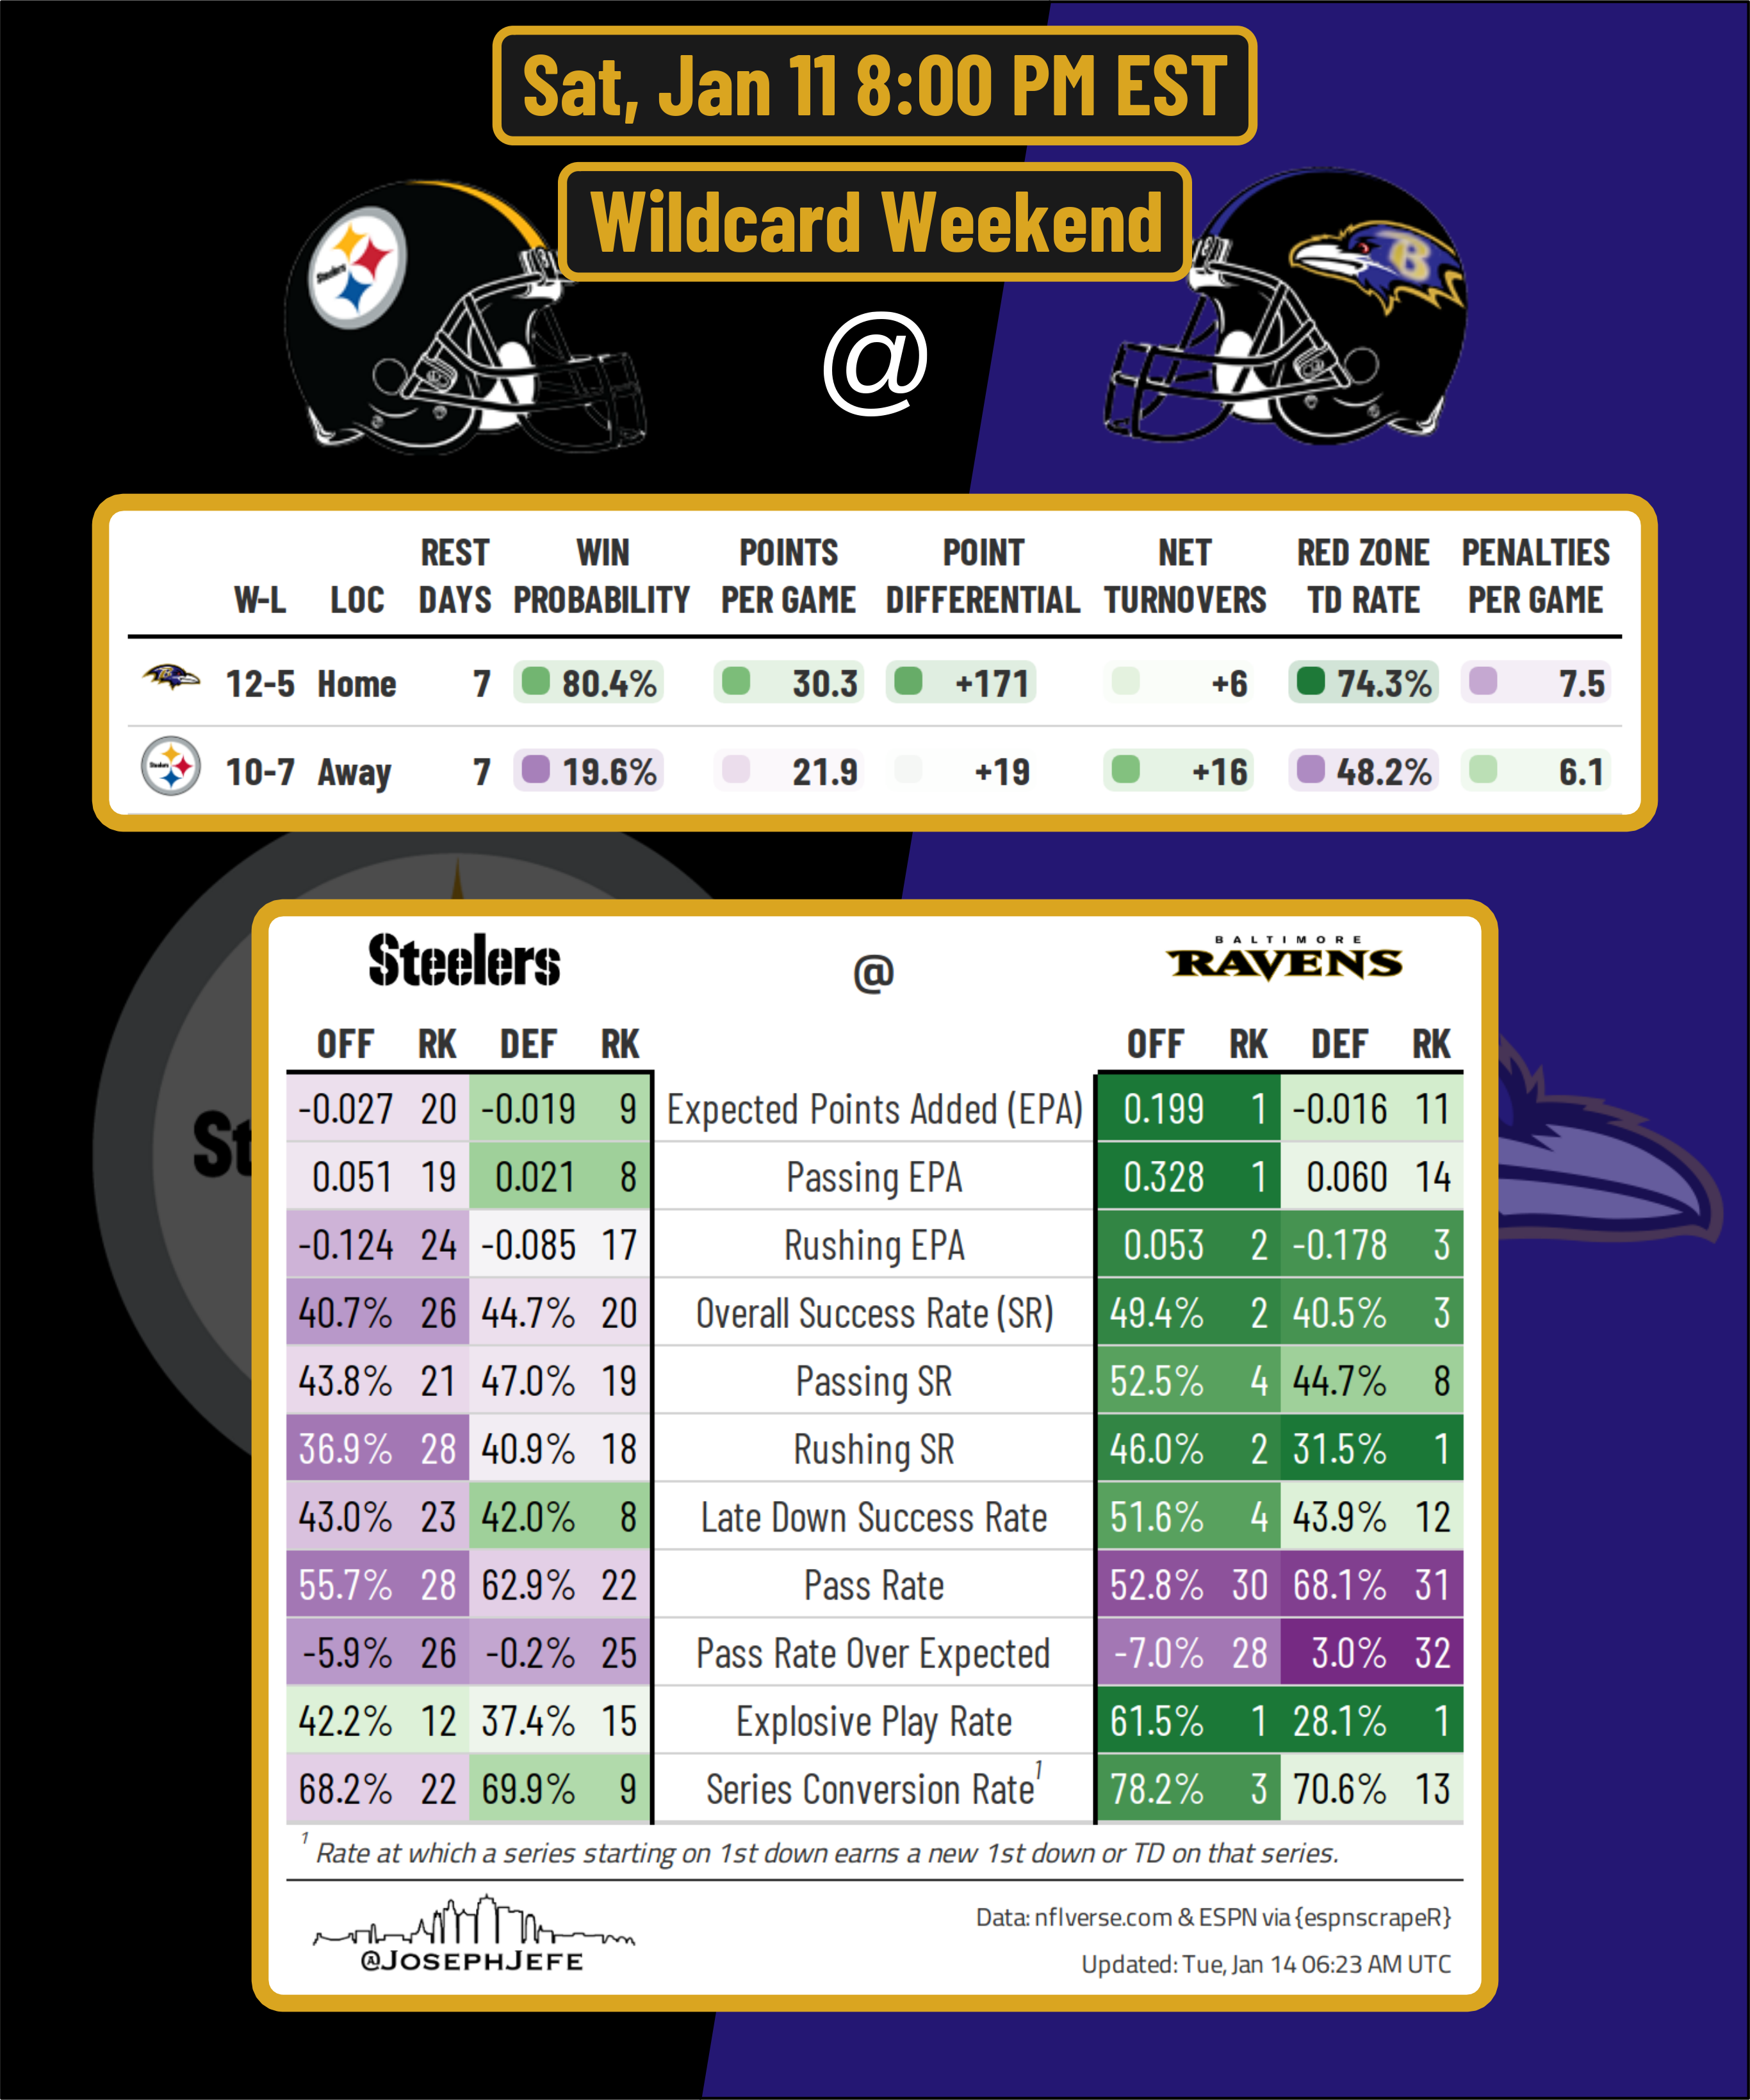 Sat, Jan 11 8:00 PM EST
Wildcard Weekend
Steelers
B
@
W-L LOC REST DAYS WIN PROBABILITY POINTS PER GAME POINT DIFFERENTIAL NET TURNOVERS RED ZONE TD RATE PENALTIES PER GAME
12-5 Home 7 80.4% 30.3 +171 +6 74.3% 7.5
Steelers 10-7 Away 7 19.6% 21.9 +19 +16 48.2% 6.1
St
Steelers @ BALTIMORE RAVENS
OFF RK DEF RK OFF RK DEF RK
-0.027 20 -0.019 9 Expected Points Added (EPA) 0.199 1 -0.016 11
0.051 19 0.021 8 Passing EPA 0.328 1 0.060 14
-0.124 24 -0.085 17 Rushing EPA 0.053 2 -0.178 3
40.7% 26 44.7% 20 Overall Success Rate (SR) 49.4% 2 40.5% 3
43.8% 21 47.0% 19 Passing SR 52.5% 4 44.7% 8
36.9% 28 40.9% 18 Rushing SR 46.0% 2 31.5% 1
43.0% 23 42.0% 8 Late Down Success Rate 51.6% 4 43.9% 12
55.7% 28 62.9% 22 Pass Rate 52.8% 30 68.1% 31
-5.9% 26 -0.2% 25 Pass Rate Over Expected -7.0% 28 3.0% 32
42.2% 12 37.4% 15 Explosive Play Rate 61.5% 1 28.1% 1
68.2% 22 69.9% 9 Series Conversion Rate¹ 78.2% 3 70.6% 13
¹ Rate at which a series starting on 1st down earns a new 1st down or TD on that series.
@JOSEPHJEFE
Data: nflverse.com & ESPN via {espnscrapeR}
Updated: Tue, Jan 14 06:23 AM UTC